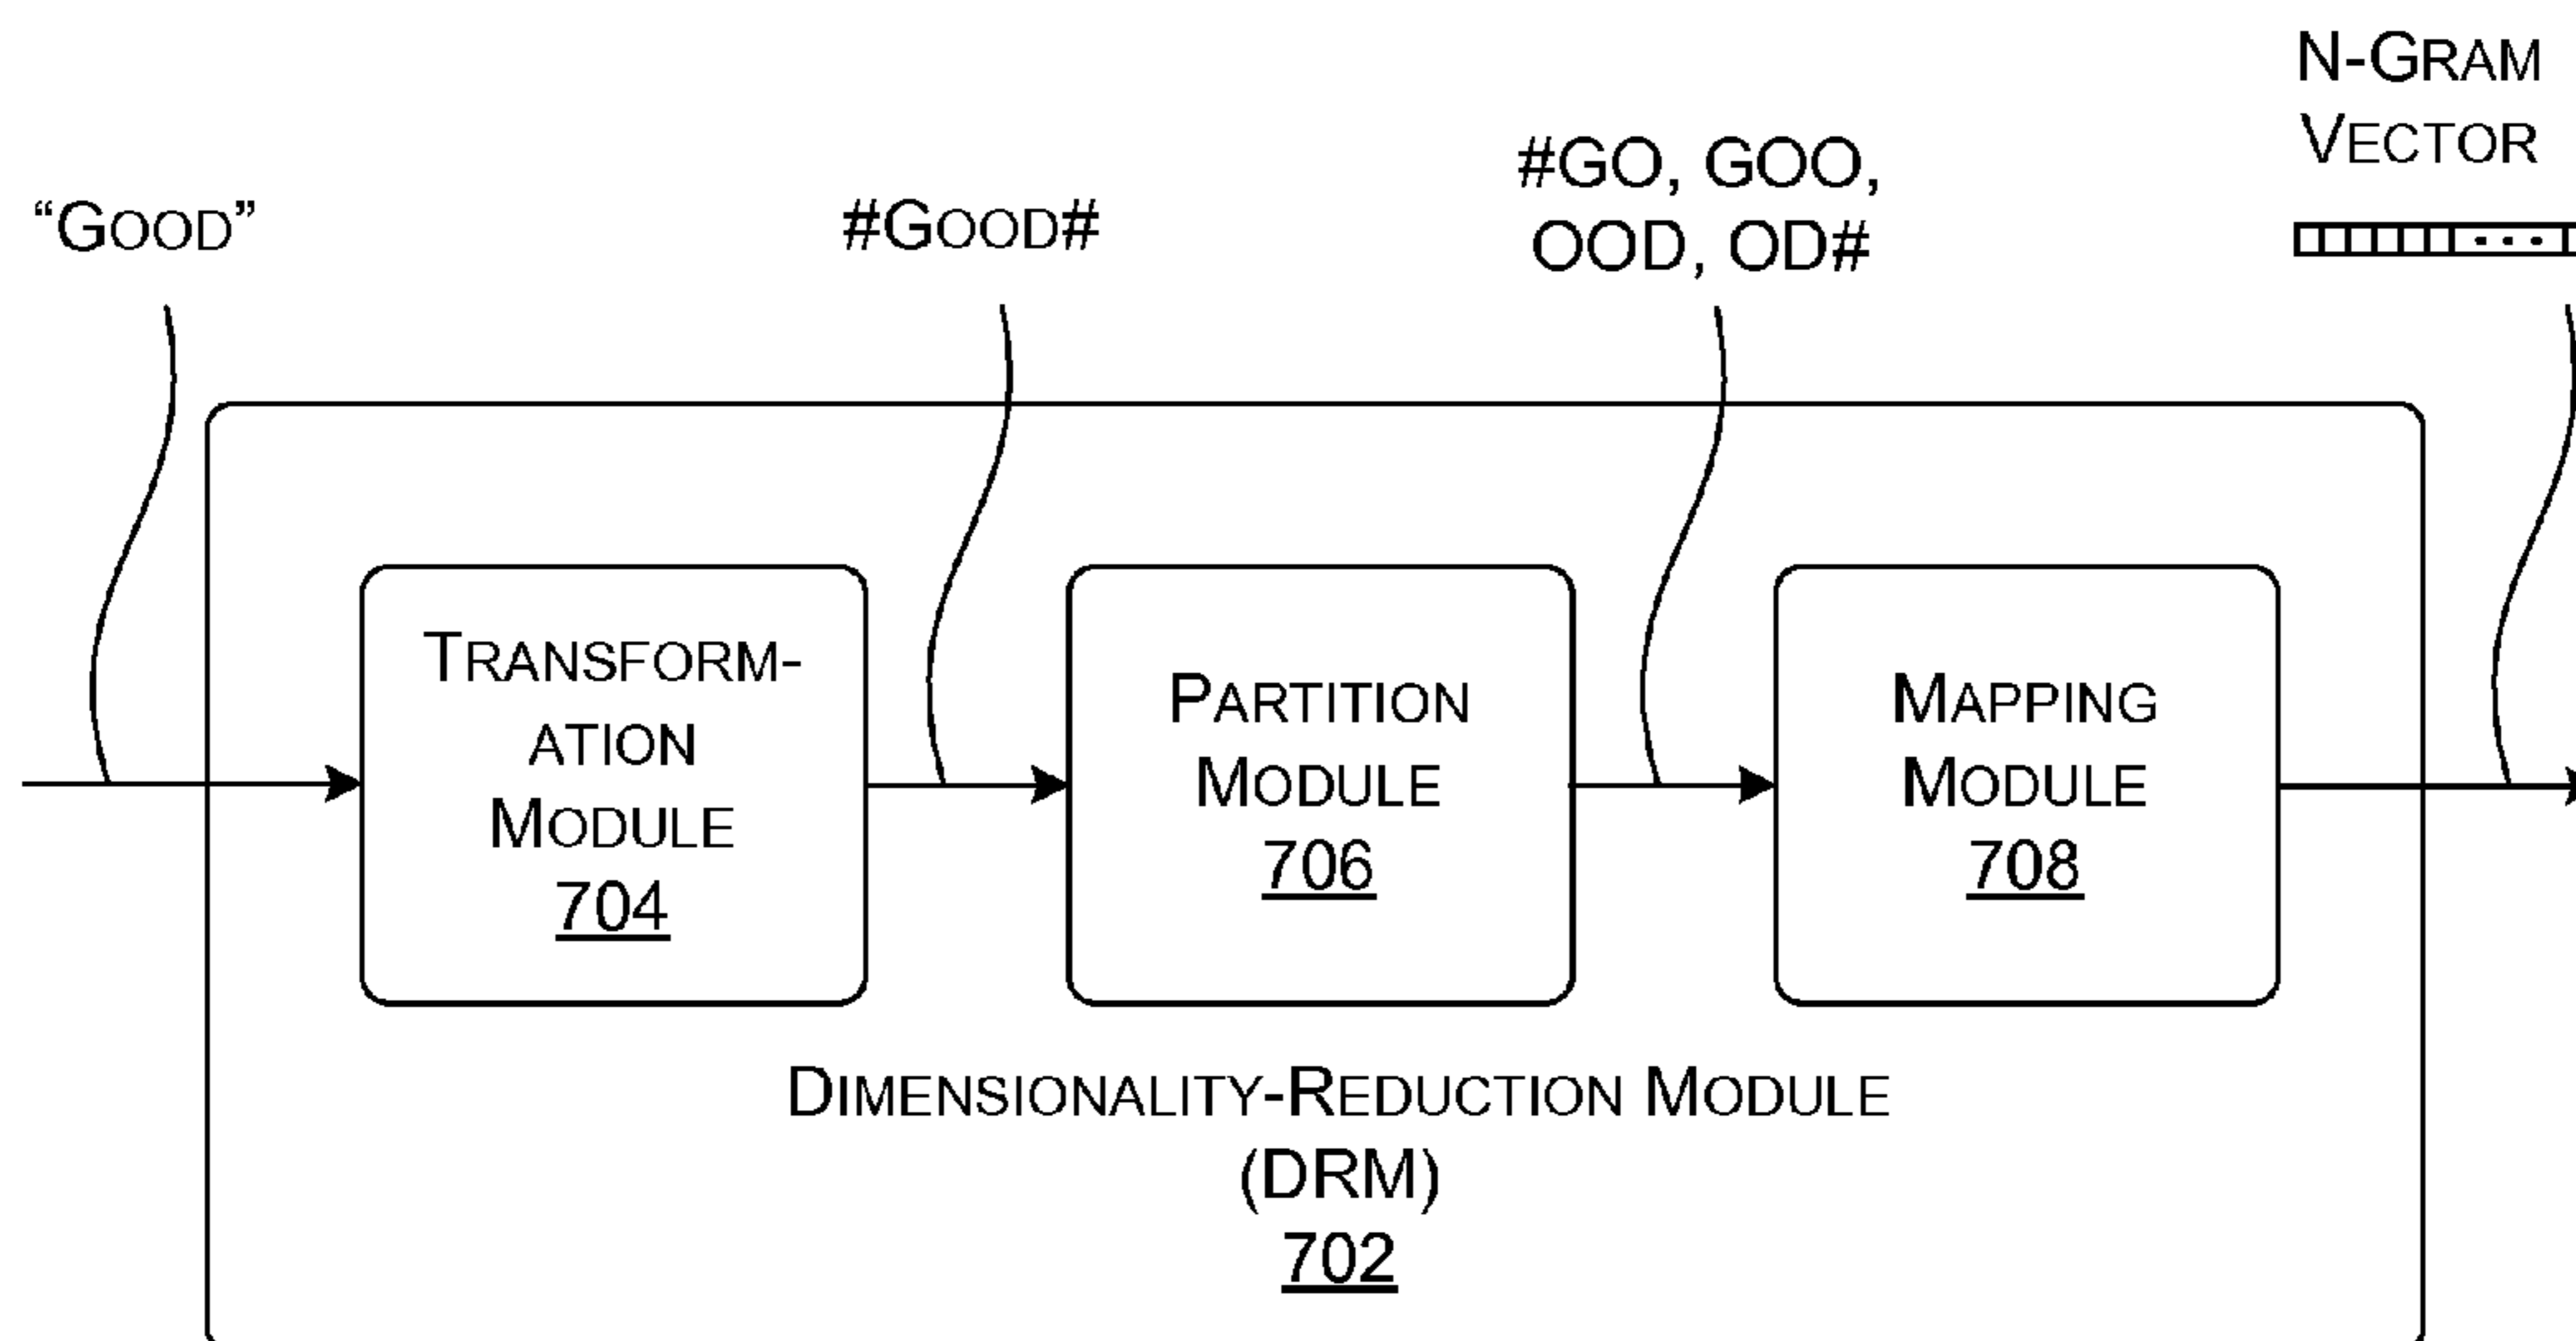 N-GRAM
VECTOR
#GO, GOO,
OOD, OD#
"GOOD"
#GOOD#
TRANSFORM-
ATION
MODULE
704
PARTITION
MODULE
706
MAPPING
MODULE
708
DIMENSIONALITY-REDUCTION MODULE
(DRM)
702